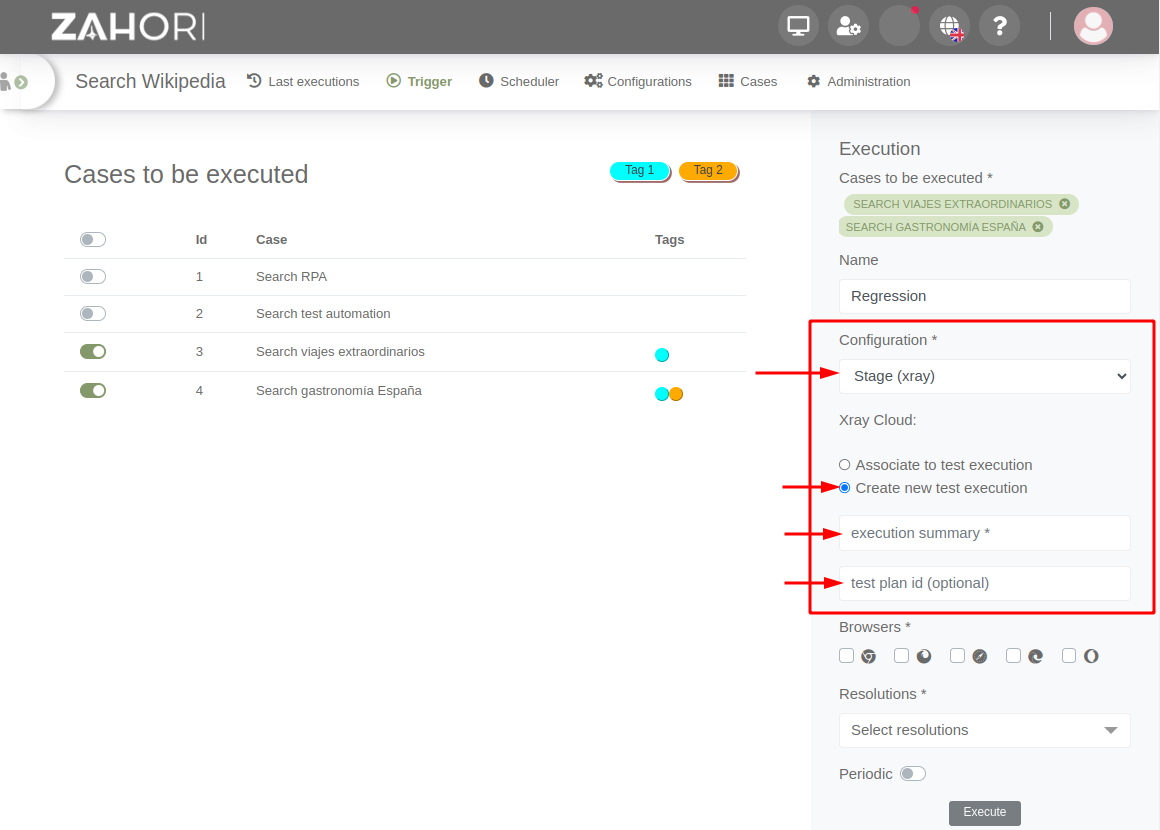 ZAHORI
?
Search Wikipedia Last executions Trigger Scheduler Configurations Cases Administration
Cases to be executed
Tag 1 Tag 2
Id Case Tags
1 Search RPA
2 Search test automation
3 Search viajes extraordinarios
4 Search gastronomía España
Execution
Cases to be executed *
SEARCH VIAJES EXTRAORDINARIOS
SEARCH GASTRONOMÍA ESPAÑA
Name
Regression
Configuration *
Stage (xray)
Xray Cloud:
Associate to test execution
Create new test execution
execution summary *
test plan id (optional)
Browsers *
Resolutions *
Select resolutions
Periodic
Execute